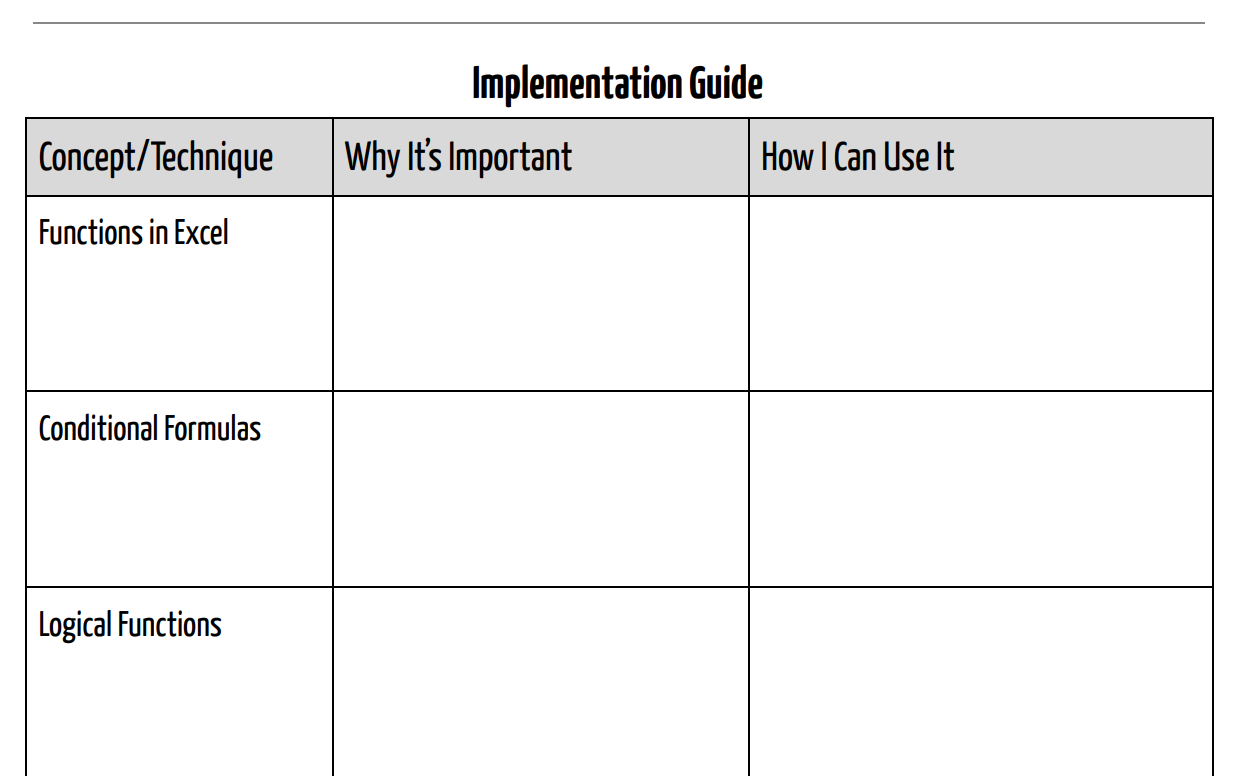 Implementation Guide
Concept/Technique
Why It’s Important
How I Can Use It
Functions in Excel
Conditional Formulas
Logical Functions